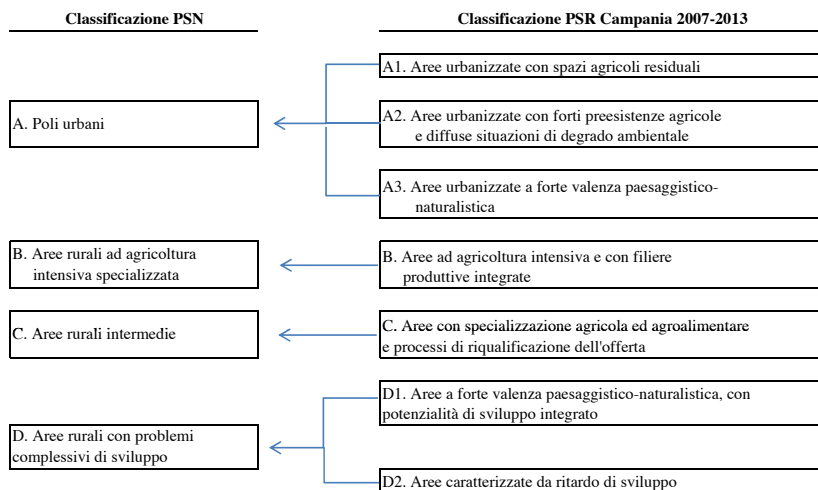 Classificazione PSN
Classificazione PSR Campania 2007-2013
A1. Aree urbanizzate con spazi agricoli residuali
A. Poli urbani
A2. Aree urbanizzate con forti preesistenze agricole
e diffuse situazioni di degrado ambientale
A3. Aree urbanizzate a forte valenza paesaggistico-
naturalistica
B. Aree rurali ad agricoltura
intensiva specializzata
B. Aree ad agricoltura intensiva e con filiere
produttive integrate
C. Aree rurali intermedie
C. Aree con specializzazione agricola ed agroalimentare
e processi di riqualificazione dell'offerta
D1. Aree a forte valenza paesaggistico-naturalistica, con
potenzialità di sviluppo integrato
D. Aree rurali con problemi
complessivi di sviluppo
D2. Aree caratterizzate da ritardo di sviluppo